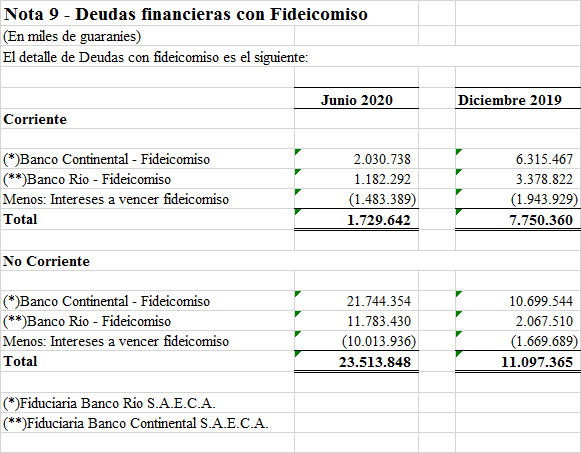 Nota 9 - Deudas financieras con Fideicomiso
(En miles de guaranies)
El detalle de Deudas con fideicomiso es el siguiente:
Junio 2020 Diciembre 2019
Corriente
(*)Banco Continental - Fideicomiso 2.030.738 6.315.467
(**)Banco Rio - Fideicomiso 1.182.292 3.378.822
Menos: Intereses a vencer fideicomiso (1.483.389) (1.943.929)
Total 1.729.642 7.750.360
No Corriente
(*)Banco Continental - Fideicomiso 21.744.354 10.699.544
(**)Banco Rio - Fideicomiso 11.783.430 2.067.510
Menos: Intereses a vencer fideicomiso (10.013.936) (1.669.689)
Total 23.513.848 11.097.365
(*)Fiduciaria Banco Rio S.A.E.C.A.
(**)Fiduciaria Banco Continental S.A.E.C.A.